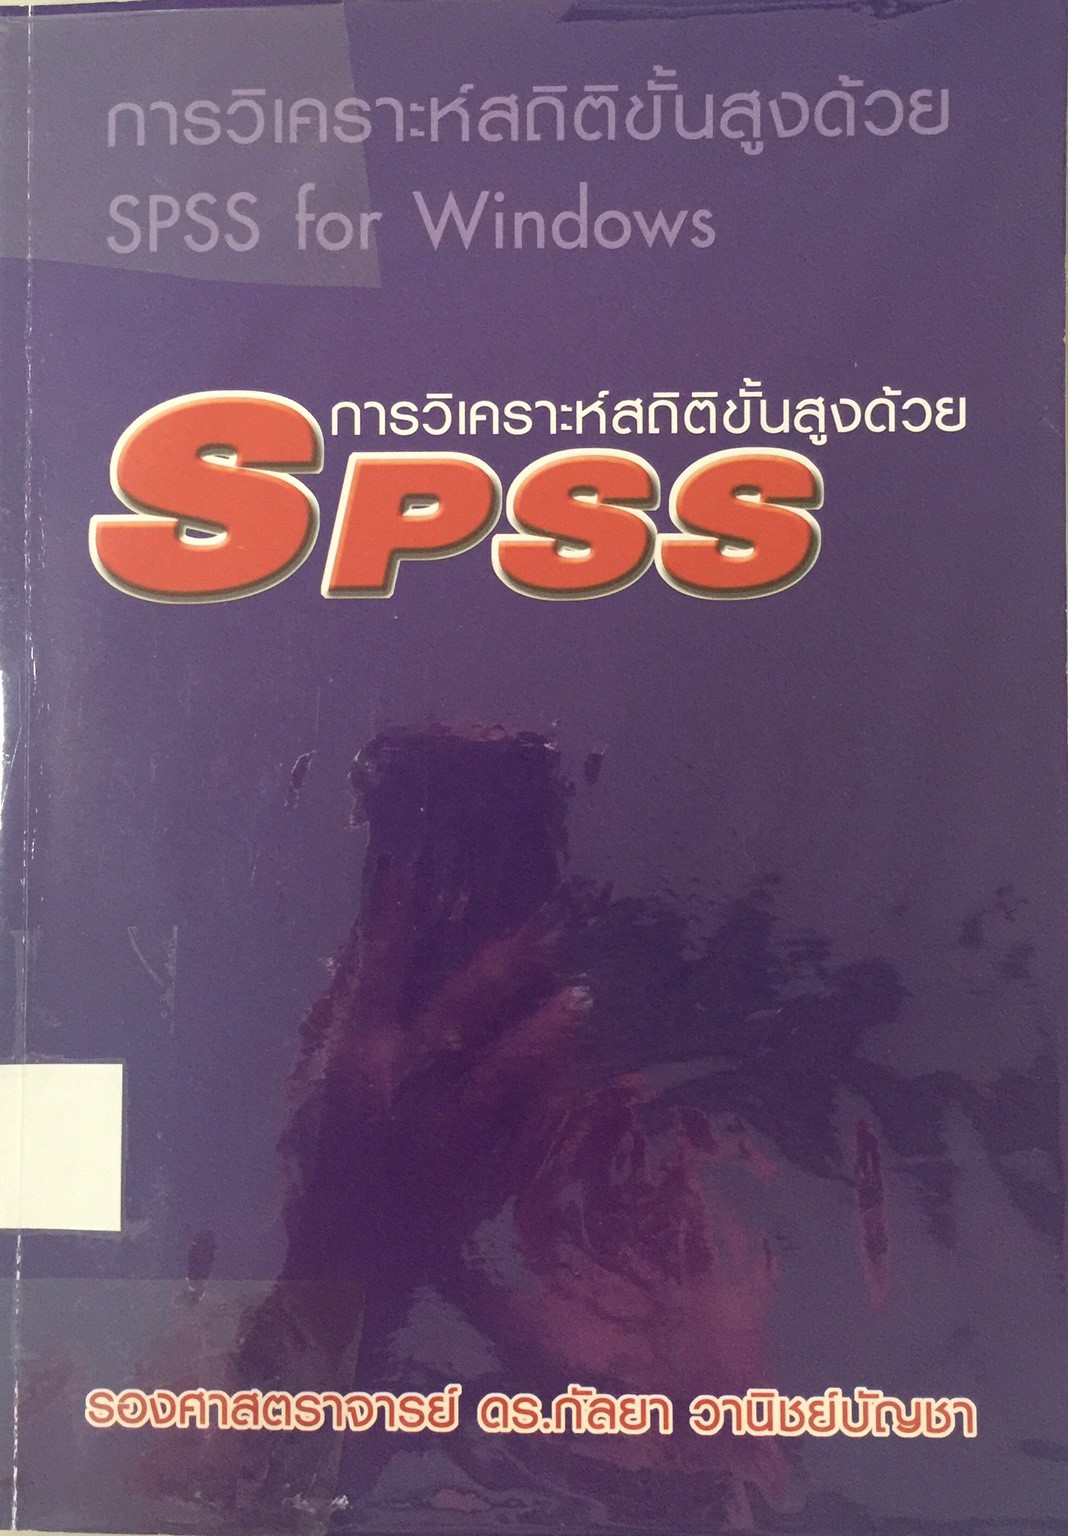 การวิเคราะห์สถิติขั้นสูงด้วย
SPSS for Windows
การวิเคราะห์สถิติขั้นสูงด้วย
SPSS
รองศาสตราจารย์ ดร.กัลยา วานิชย์บัญชา